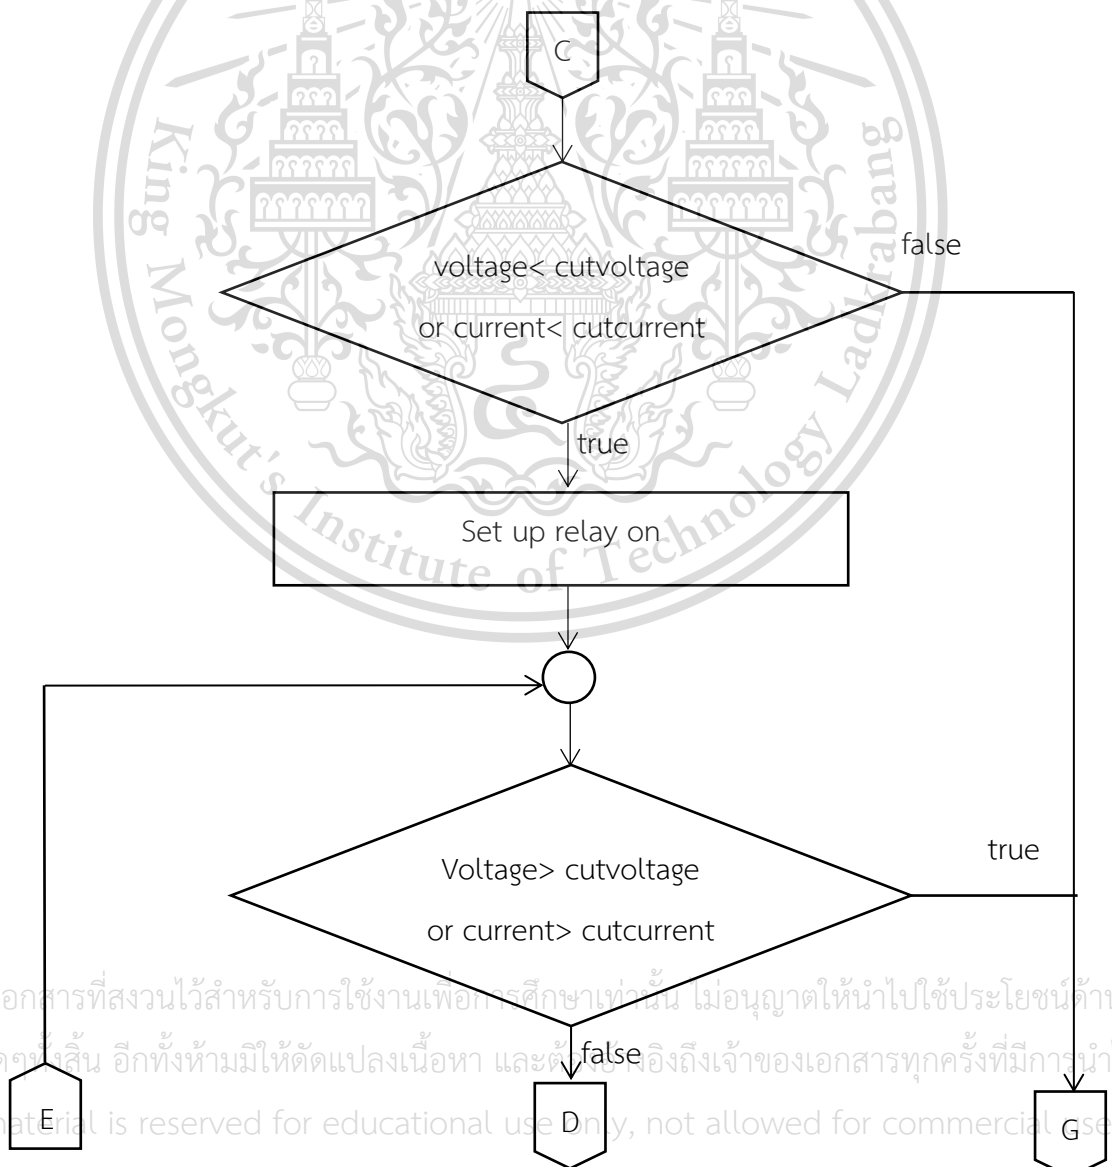 C
King Mongkut's Institute of Technology Ladkrabang
false
voltage< cutvoltage
or current< cutcurrent
true
Set up relay on
Voltage> cutvoltage
or current> cutcurrent
true
อกสารที่สงวนไว้สำหรับการใช้งานเพื่อการศึกษาเท่านั้น ไม่อนุญาตให้นำไปใช้ประโยชน์ด้าน
ทั้งสิ้น อีกทั้งห้ามมิให้ดัดแปลงเนื้อหา และต้องอ้างอิงถึงเจ้าของเอกสารทุกครั้งที่มีการนำ
false
E
D
G
material is reserved for educational use only, not allowed for commercial use